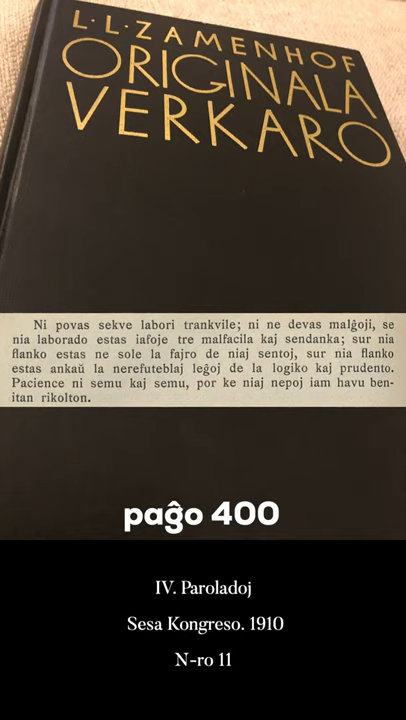 L·L·ZAMENHOF
ORIGINALA
VERKARO
Ni povas sekve labori trankvile; ni ne devas malĝoji, se
nia laborado estas iafoje tre malfacila kaj sendanka; sur nia
flanko estas ne sole la fajro de niaj sentoj, sur nia flanko
estas ankaŭ la nerefuteblaj leĝoj de la logiko kaj prudento.
Pacience ni semu kaj semu, por ke niaj nepoj iam havu ben-
itan rikolton.
paĝo 400
IV. Paroladoj
Sesa Kongreso. 1910
N-ro 11